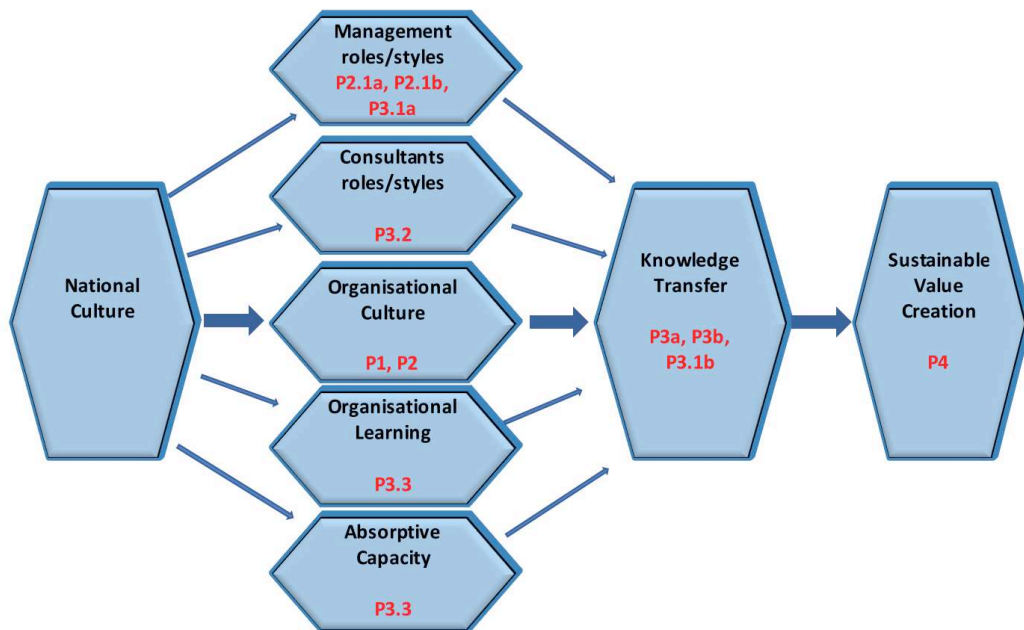 National
Culture
Management
roles/styles
P2.1a, P2.1b,
P3.1a
Consultants
roles/styles
P3.2
Organisational
Culture
P1, P2
Organisational
Learning
P3.3
Absorptive
Capacity
P3.3
Knowledge
Transfer
P3a, P3b,
P3.1b
Sustainable
Value
Creation
P4